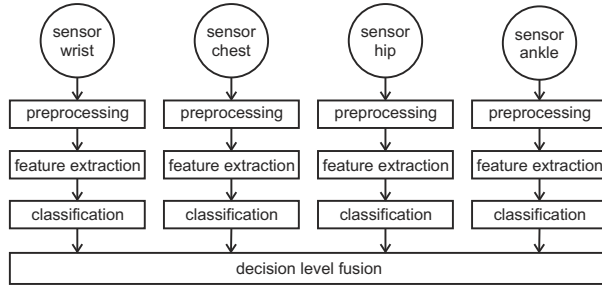 sensor
wrist
sensor
chest
sensor
hip
sensor
ankle
preprocessing
preprocessing
preprocessing
preprocessing
feature extraction
feature extraction
feature extraction
feature extraction
classification
classification
classification
classification
decision level fusion